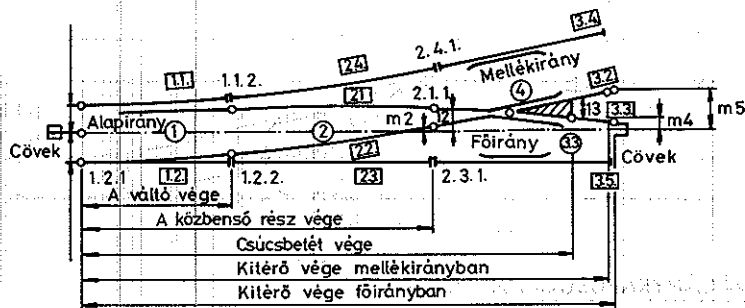 3.4.
2.4.1.
2.4.
1.1. 1.1.2.
Mellékirány
3.2.
2.1. 2.1.1. 4
Alapirány 1 2
m2 12 13 3.3. m4 m5
Cövek
2.2. Főirány 33 Cövek
1.2.1 1.2. 1.2.2. 2.3. 2.3.1. 3.5.
A váltó vége
A közbenső rész vége
Csúcsbetét vége
Kitérő vége mellékirányban
Kitérő vége főirányban